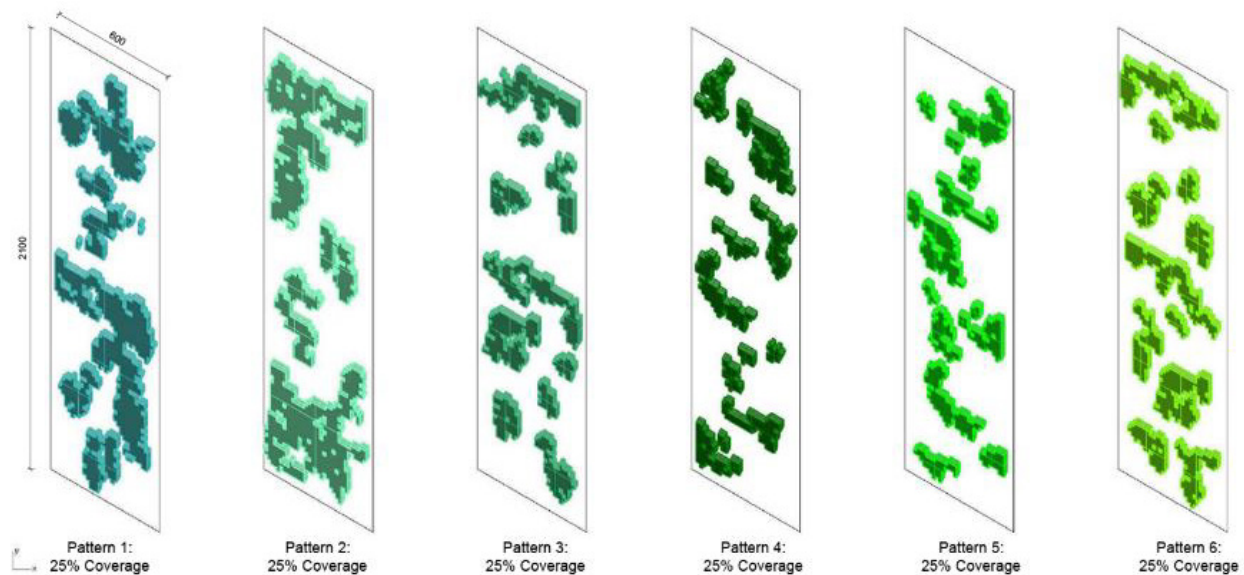 600
2100
Pattern 1:
25% Coverage
Pattern 2:
25% Coverage
Pattern 3:
25% Coverage
Pattern 4:
25% Coverage
Pattern 5:
25% Coverage
Pattern 6:
25% Coverage